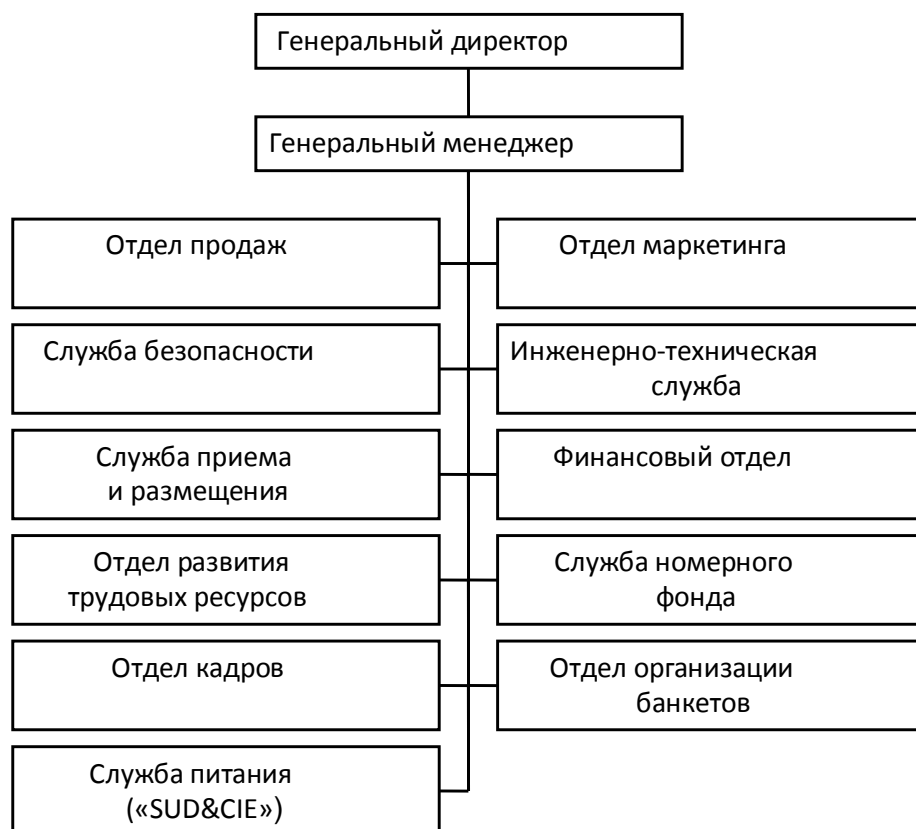 Генеральный директор
Генеральный менеджер
Отдел продаж
Отдел маркетинга
Служба безопасности
Инженерно-техническая
служба
Служба приема
и размещения
Финансовый отдел
Отдел развития
трудовых ресурсов
Служба номерного
фонда
Отдел кадров
Отдел организации
банкетов
Служба питания
(«SUD&CIE»)